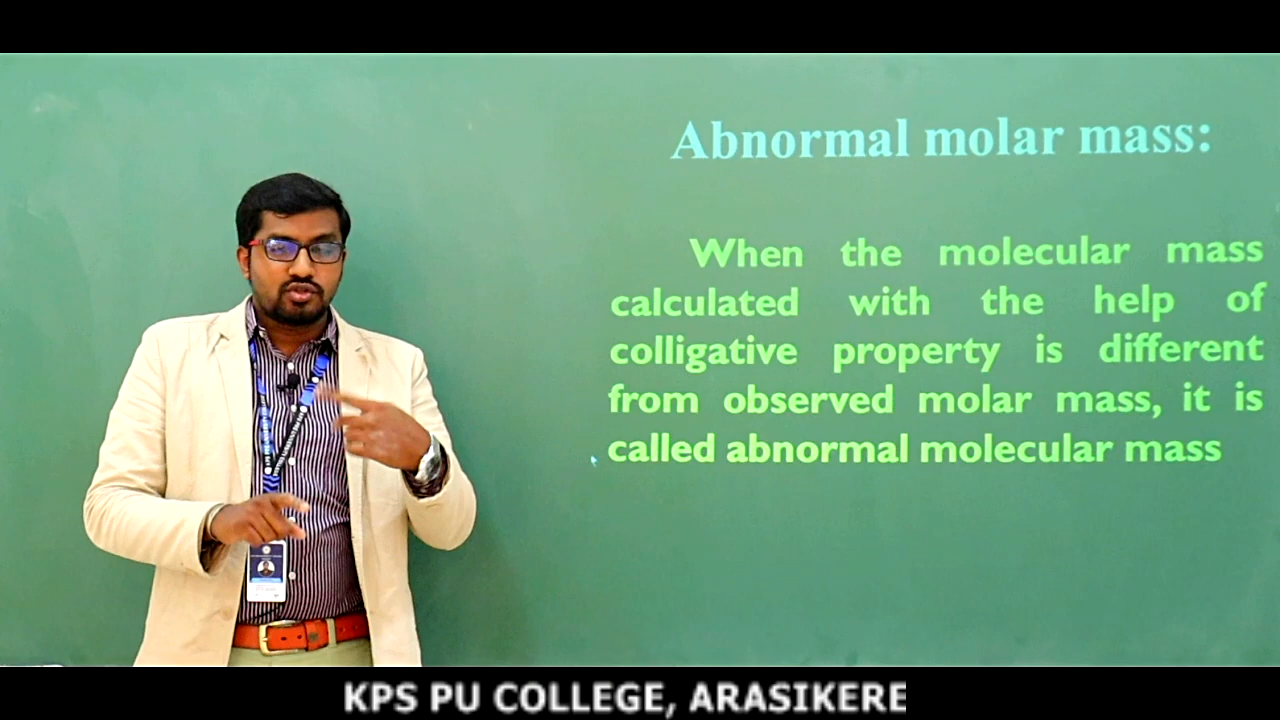 Abnormal molar mass:
When the molecular mass
calculated with the help of
colligative property is different
from observed molar mass, it is
called abnormal molecular mass
KPS PU COLLEGE, ARASIKERE